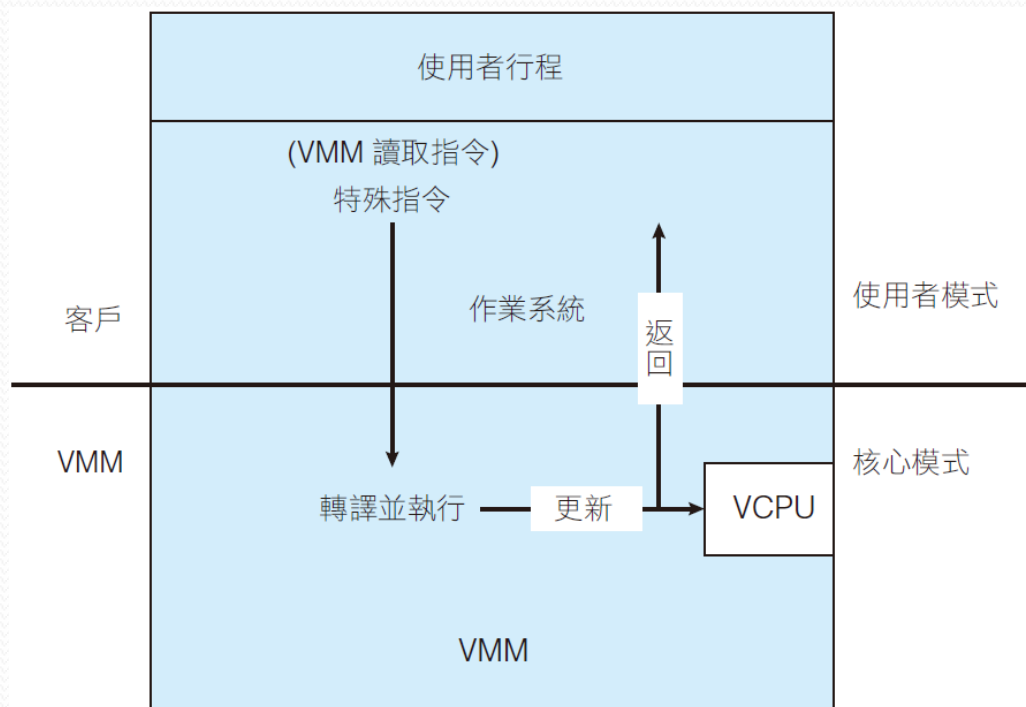 使用者行程
(VMM 讀取指令)
特殊指令
客戶
作業系統
返回
使用者模式
VMM
核心模式
轉譯並執行
更新
VCPU
VMM